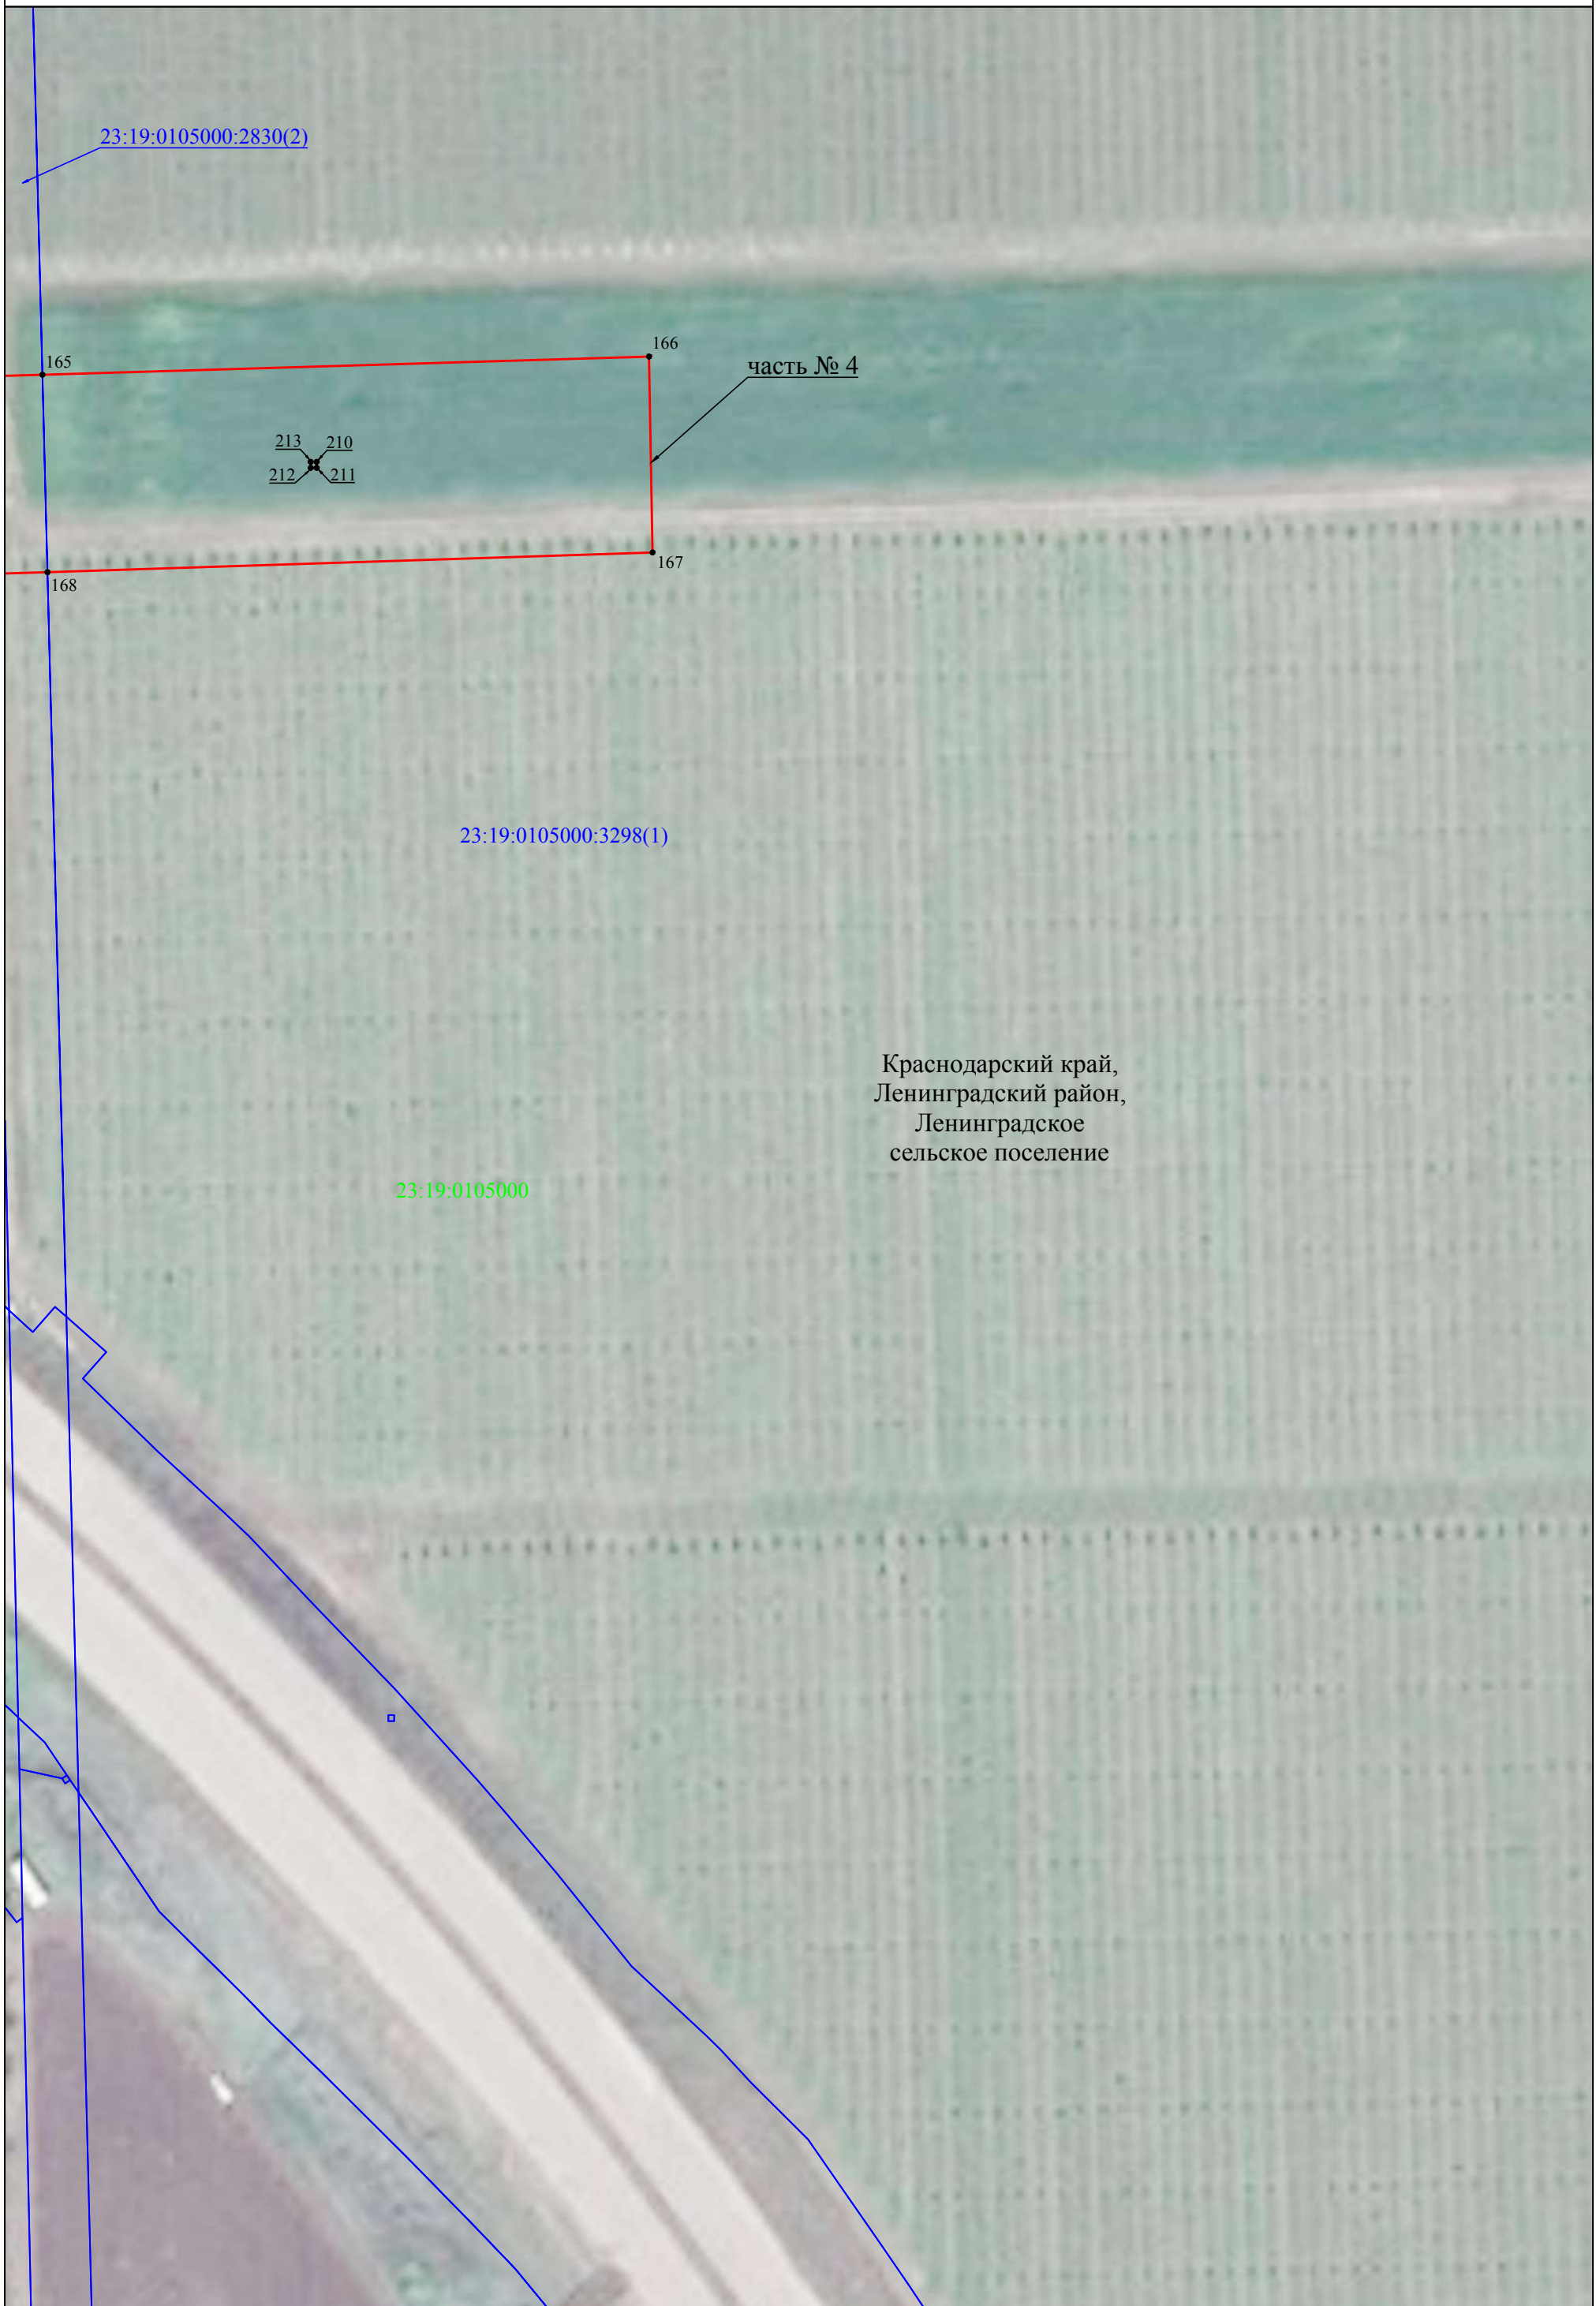 23:19:0105000:2830(2)
166
165
часть № 4
213 210
212 211
167
168
23:19:0105000:3298(1)
Краснодарский край,
Ленинградский район,
Ленинградское
сельское поселение
23:19:0105000